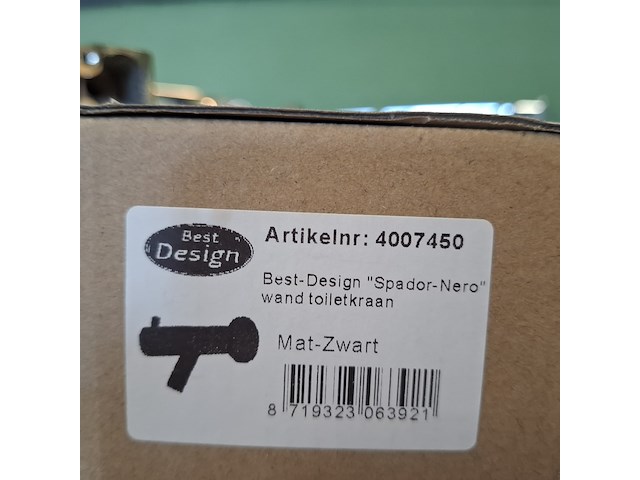 Best
Design
Artikelnr: 4007450
Best-Design "Spador-Nero"
wand toiletkraan
Mat-Zwart
8 719323 063921